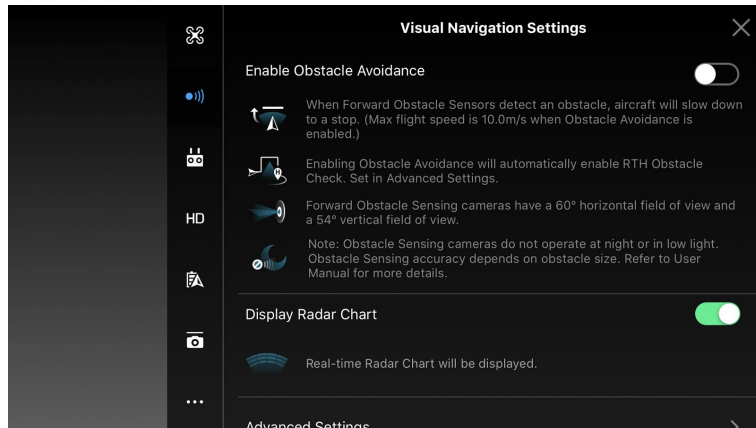 Visual Navigation Settings
Enable Obstacle Avoidance
When Forward Obstacle Sensors detect an obstacle, aircraft will slow down
to a stop. (Max flight speed is 10.0m/s when Obstacle Avoidance is
enabled.)
Enabling Obstacle Avoidance will automatically enable RTH Obstacle
Check. Set in Advanced Settings.
Forward Obstacle Sensing cameras have a 60° horizontal field of view and
a 54° vertical field of view.
HD
Note: Obstacle Sensing cameras do not operate at night or in low light.
Obstacle Sensing accuracy depends on obstacle size. Refer to User
Manual for more details.
Display Radar Chart
Real-time Radar Chart will be displayed.
Advanced Settings